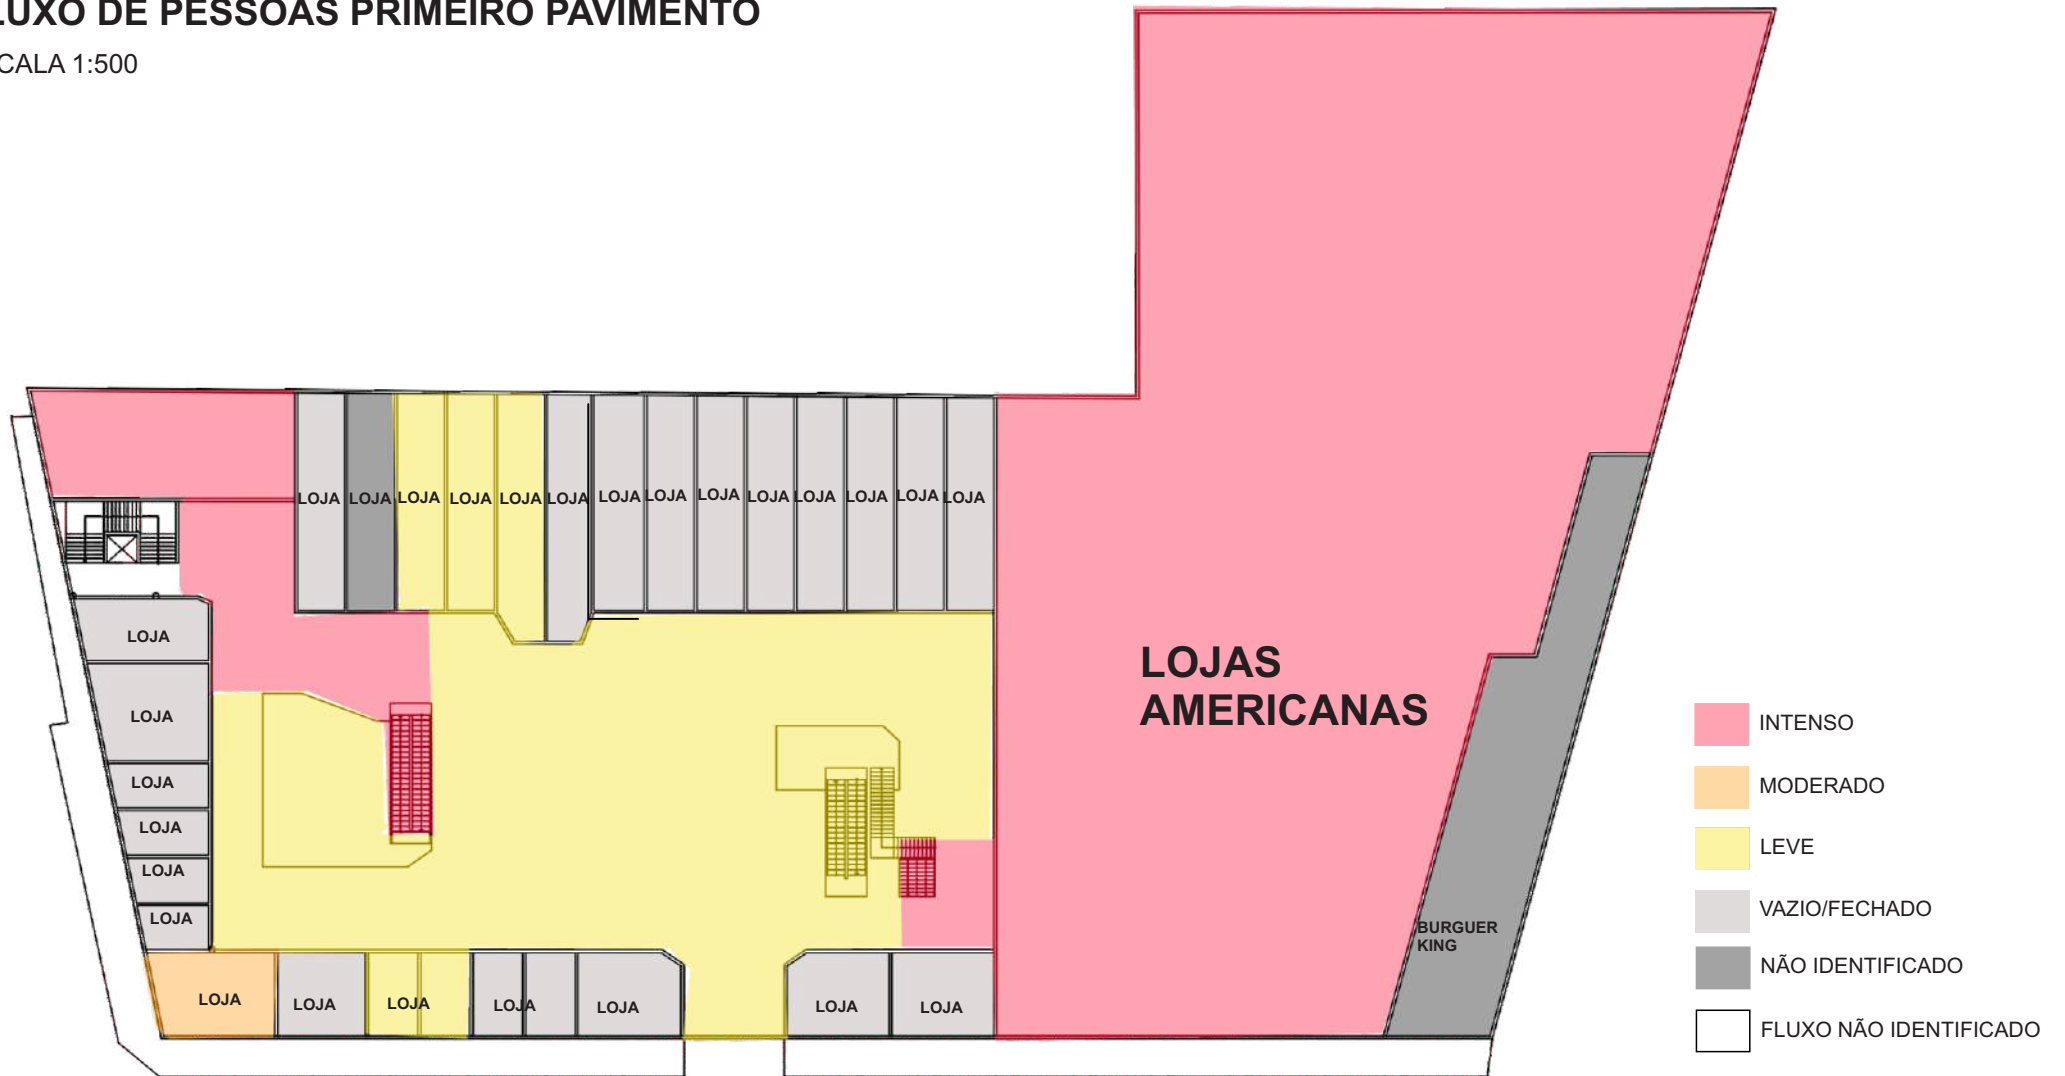 LUXO DE PESSOAS PRIMEIRO PAVIMENTO
CALA 1:500
LOJA LOJA LOJA LOJA LOJA LOJA LOJA LOJA LOJA LOJA LOJA LOJA LOJA LOJA
LOJA
LOJA
LOJA
LOJA
LOJA
LOJA
LOJA LOJA LOJA LOJA LOJA LOJA LOJA
LOJAS
AMERICANAS
BURGUER
KING
INTENSO
MODERADO
LEVE
VAZIO/FECHADO
NÃO IDENTIFICADO
FLUXO NÃO IDENTIFICADO